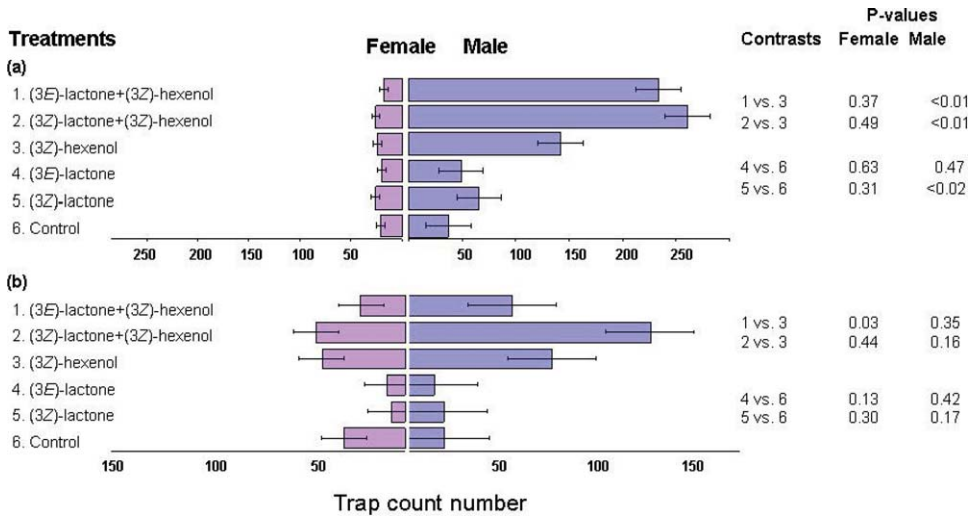 P-values
Treatments Female Male Contrasts Female Male
(a)
1. (3E)-lactone+(3Z)-hexenol 1 vs. 3 0.37 <0.01
2. (3Z)-lactone+(3Z)-hexenol 2 vs. 3 0.49 <0.01
3. (3Z)-hexenol
4. (3E)-lactone 4 vs. 6 0.63 0.47
5. (3Z)-lactone 5 vs. 6 0.31 <0.02
6. Control
250 200 150 100 50 50 100 150 200 250
(b)
1. (3E)-lactone+(3Z)-hexenol 1 vs. 3 0.03 0.35
2. (3Z)-lactone+(3Z)-hexenol 2 vs. 3 0.44 0.16
3. (3Z)-hexenol
4. (3E)-lactone 4 vs. 6 0.13 0.42
5. (3Z)-lactone 5 vs. 6 0.30 0.17
6. Control
150 100 50 50 100 150
Trap count number